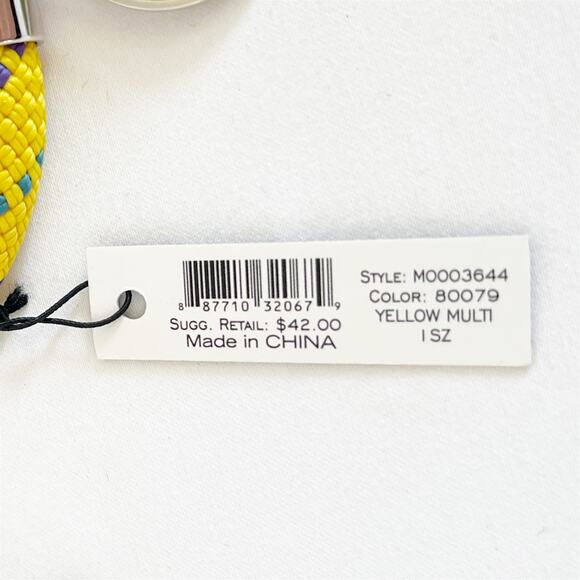 8 87710 32067 9
SUGG. RETAIL: $42.00
Made in CHINA
STYLE: M0003644
COLOR: 80079
YELLOW MULTI
1 SZ